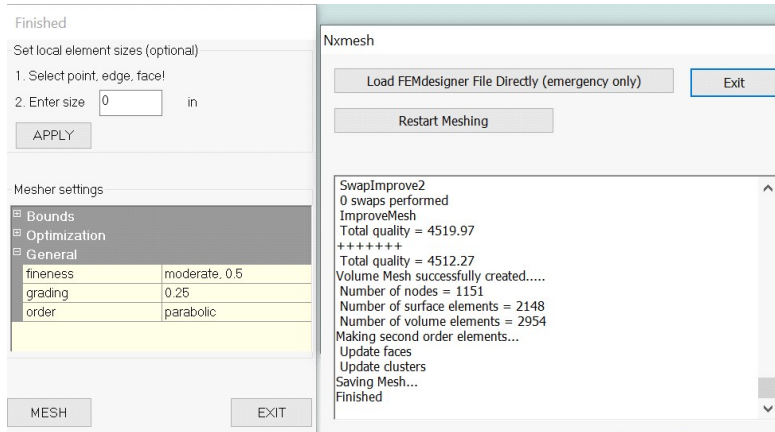 Finished
Set local element sizes (optional)
1. Select point, edge, face!
2. Enter size 0 in
APPLY
Mesher settings
Bounds
Optimization
General
fineness moderate, 0.5
grading 0.25
order parabolic
MESH EXIT
Nxmesh
Load FEMdesigner File Directly (emergency only) Exit
Restart Meshing
SwapImprove2
0 swaps performed
ImproveMesh
Total quality = 4519.97
+++++++
Total quality = 4512.27
Volume Mesh successfully created.....
Number of nodes = 1151
Number of surface elements = 2148
Number of volume elements = 2954
Making second order elements...
Update faces
Update clusters
Saving Mesh...
Finished